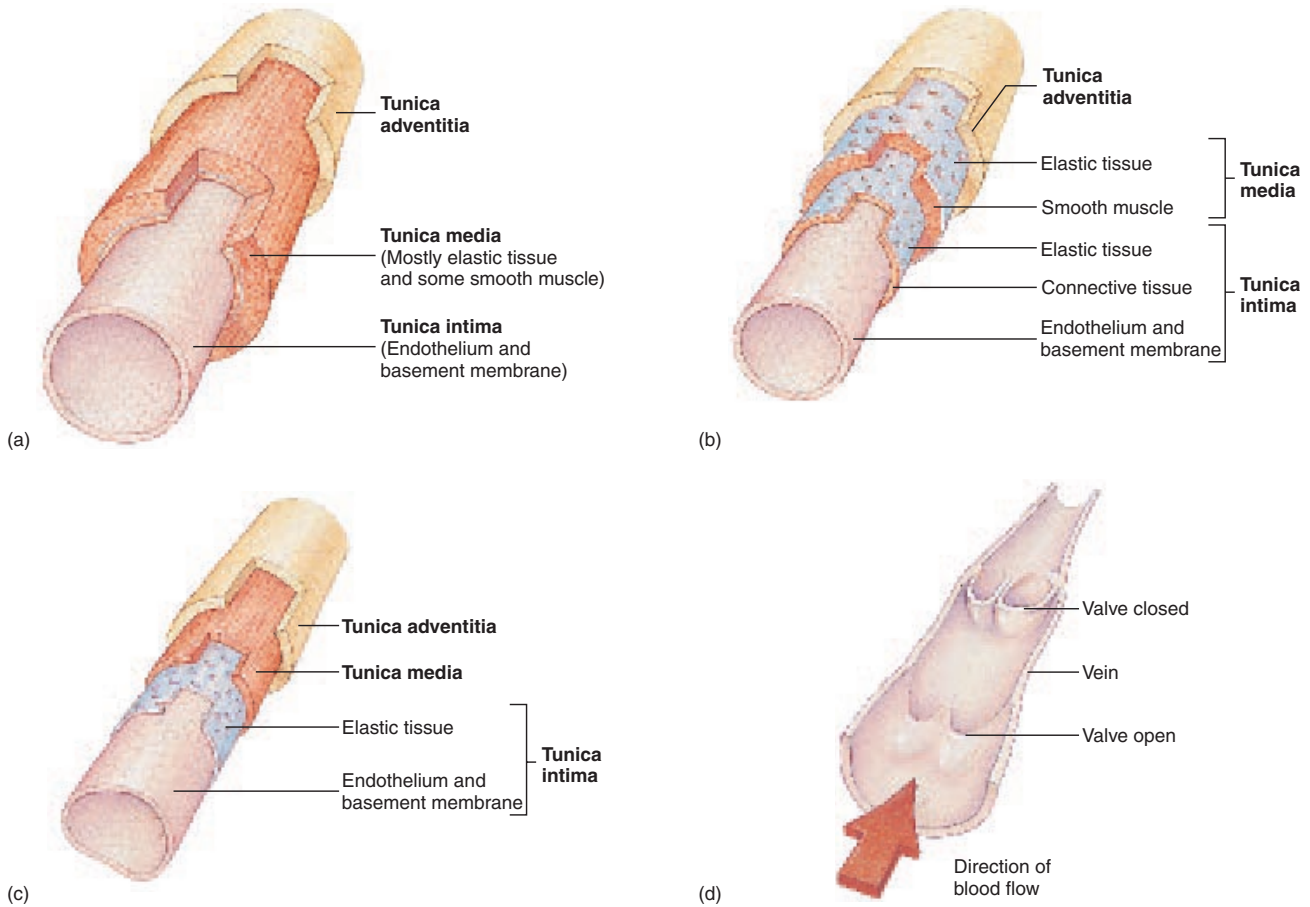 Tunica
adventitia
Tunica media
(Mostly elastic tissue
and some smooth muscle)
Tunica intima
(Endothelium and
basement membrane)
(a)
Tunica
adventitia
Elastic tissue
Smooth muscle
Tunica
media
Elastic tissue
Connective tissue
Endothelium and
basement membrane
Tunica
intima
(b)
Tunica adventitia
Tunica media
Elastic tissue
Endothelium and
basement membrane
Tunica
intima
(c)
Valve closed
Vein
Valve open
Direction of
blood flow
(d)